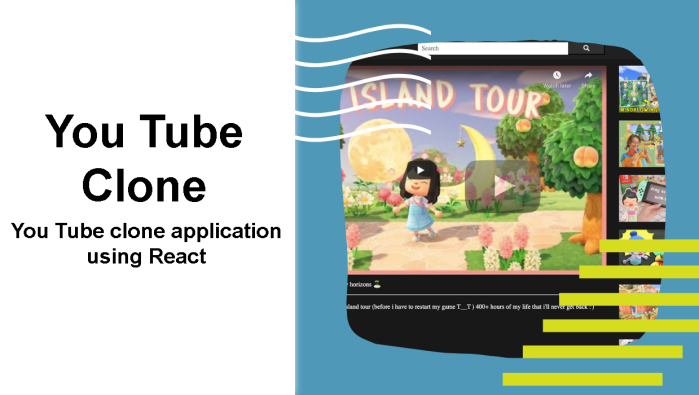 You Tube
Clone
You Tube clone application
using React
Search
ISLAND TOUR
Watch later
Share
horizons
island tour (before i have to restart my game T__T ) 400+ hours of my life that i'll never get back : )